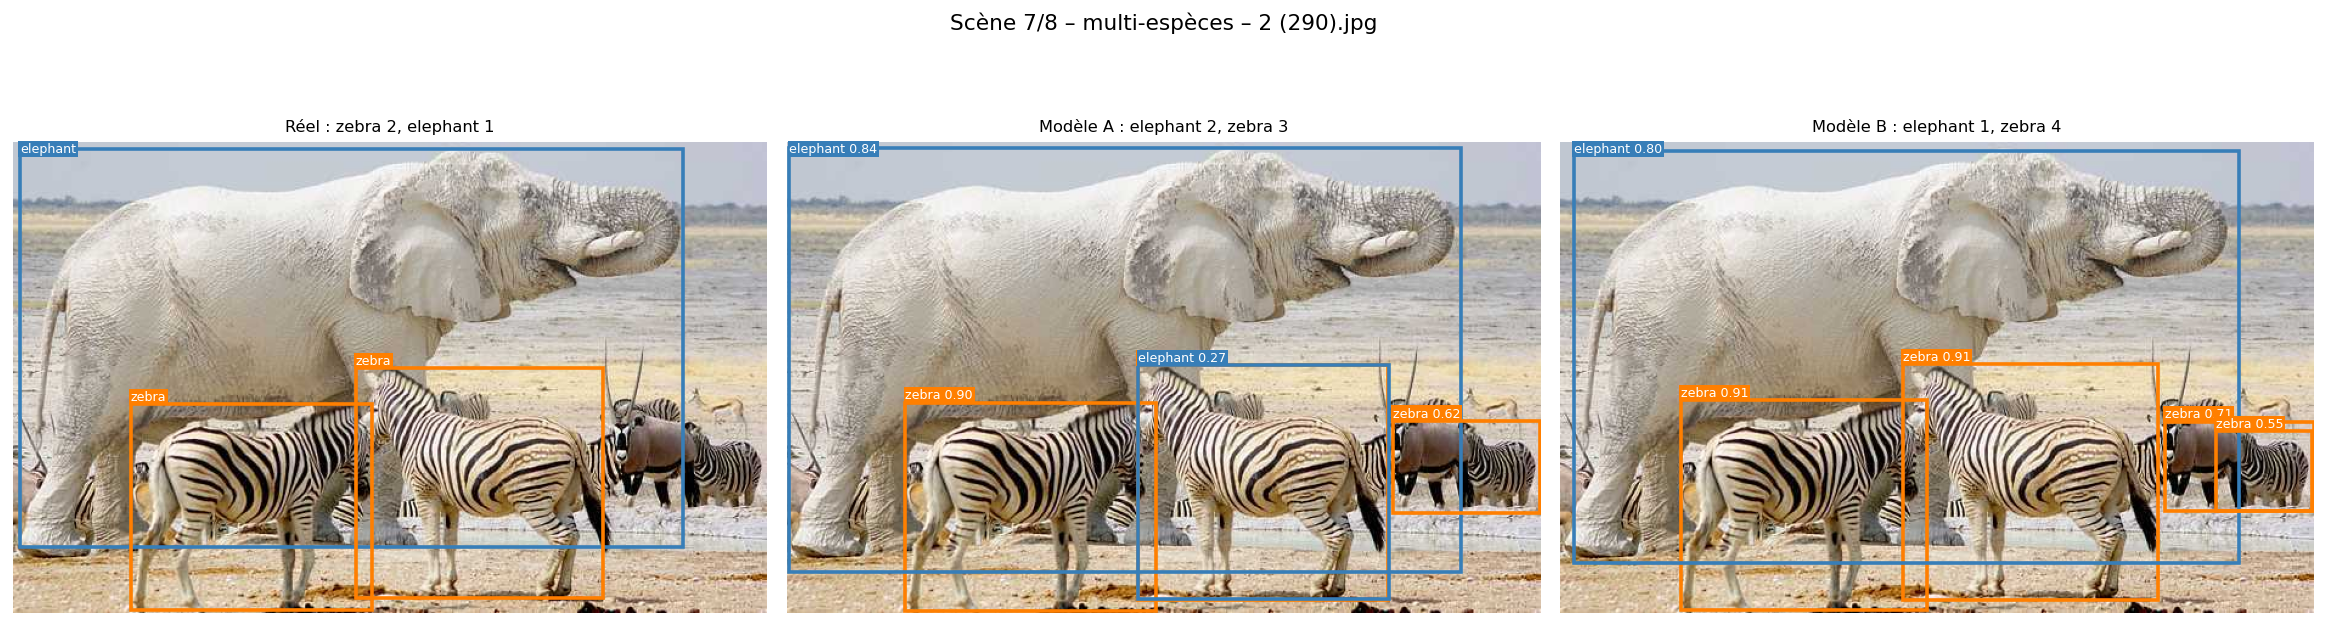 Scène 7/8 – multi-espèces – 2 (290).jpg
Réel : zebra 2, elephant 1
elephant
zebra
zebra
Modèle A : elephant 2, zebra 3
elephant 0.84
elephant 0.27
zebra 0.90
zebra 0.62
Modèle B : elephant 1, zebra 4
elephant 0.80
zebra 0.91
zebra 0.91
zebra 0.71
zebra 0.55